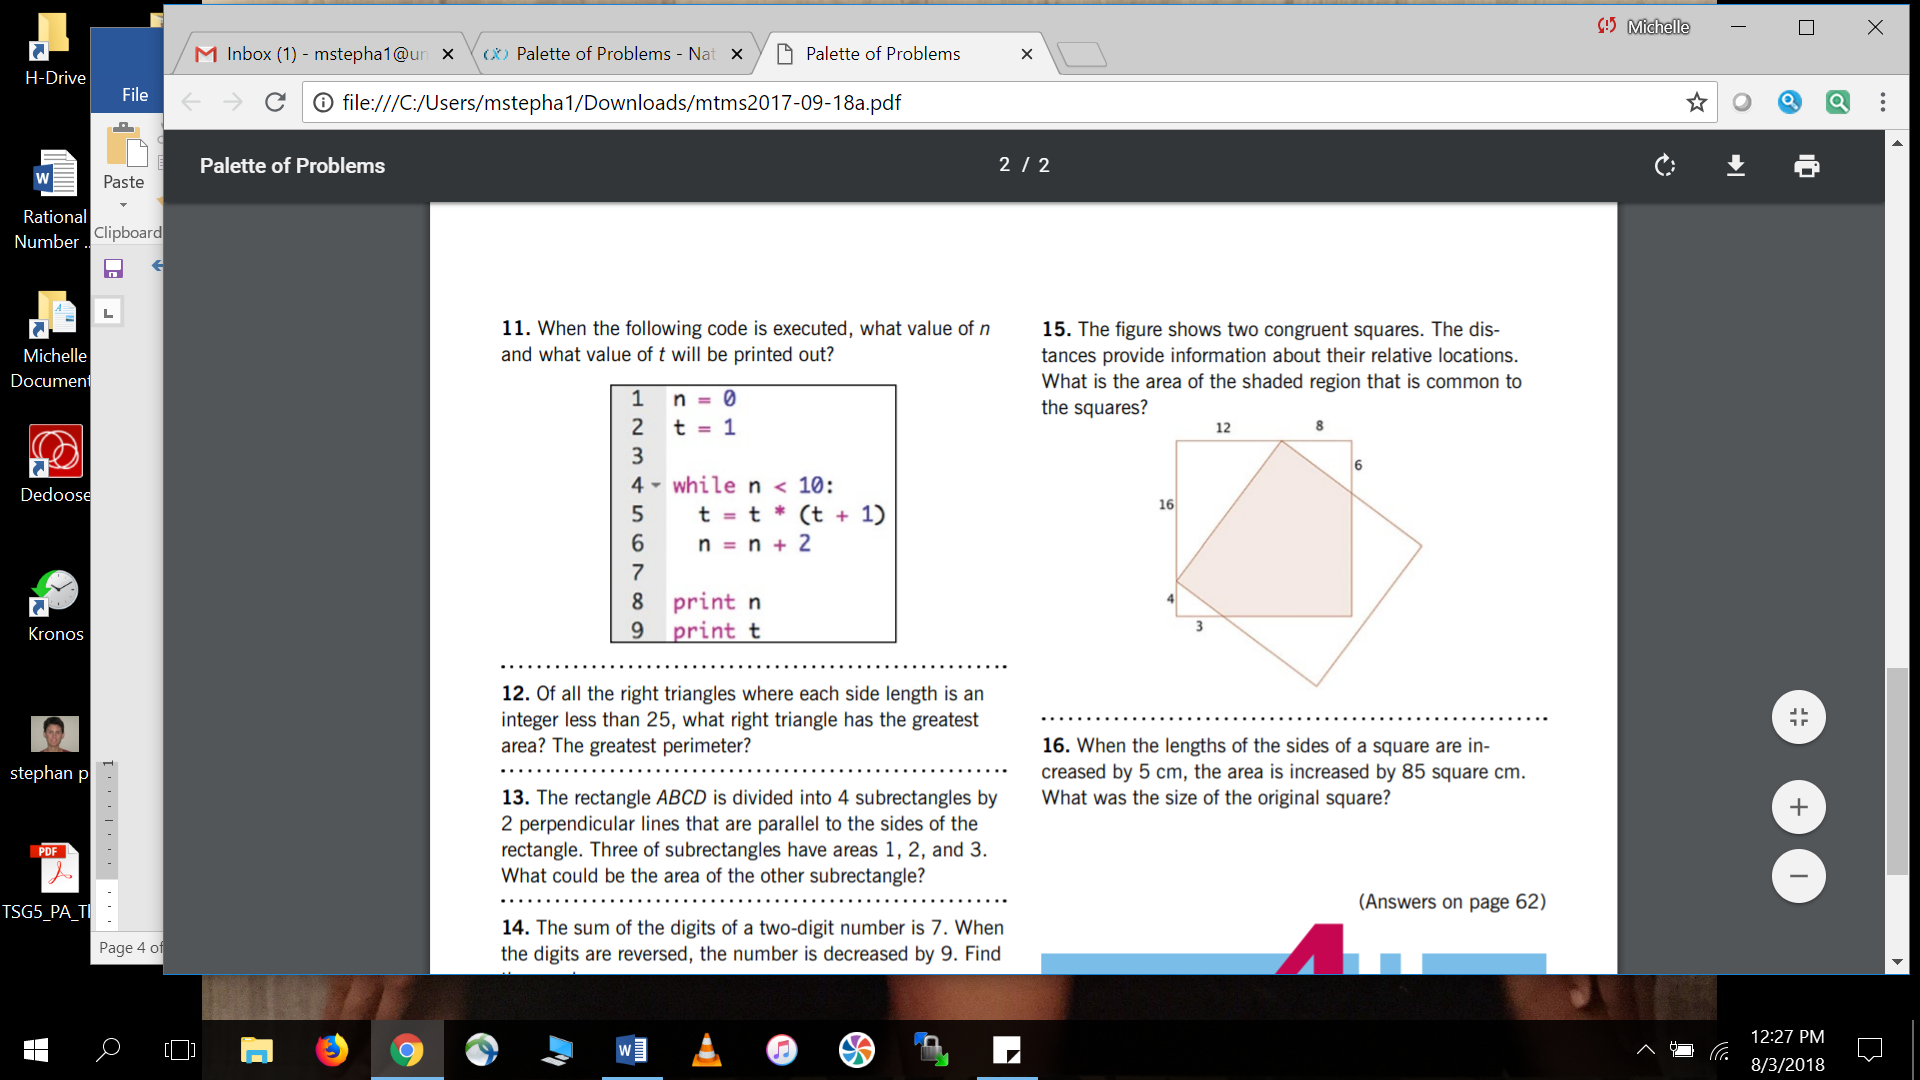 Michelle
Inbox (1) - mstepha1@un
Palette of Problems - Nat
Palette of Problems
file:///C:/Users/mstepha1/Downloads/mtms2017-09-18a.pdf
Palette of Problems
2 / 2
H-Drive
Rational
Number ..
Michelle
Document
Dedoose
Kronos
stephan p
PDF
TSG5_PA_Tl
File
Paste
Clipboard
L
1
Page 4 of
11. When the following code is executed, what value of n
and what value of t will be printed out?
1 n = 0
2 t = 1
3
4 while n < 10:
5 t = t * (t + 1)
6 n = n + 2
7
8 print n
9 print t
12. Of all the right triangles where each side length is an
integer less than 25, what right triangle has the greatest
area? The greatest perimeter?
13. The rectangle ABCD is divided into 4 subrectangles by
2 perpendicular lines that are parallel to the sides of the
rectangle. Three of subrectangles have areas 1, 2, and 3.
What could be the area of the other subrectangle?
14. The sum of the digits of a two-digit number is 7. When
the digits are reversed, the number is decreased by 9. Find
15. The figure shows two congruent squares. The dis-
tances provide information about their relative locations.
What is the area of the shaded region that is common to
the squares?
12
8
6
16
4
3
16. When the lengths of the sides of a square are in-
creased by 5 cm, the area is increased by 85 square cm.
What was the size of the original square?
(Answers on page 62)
12:27 PM
8/3/2018